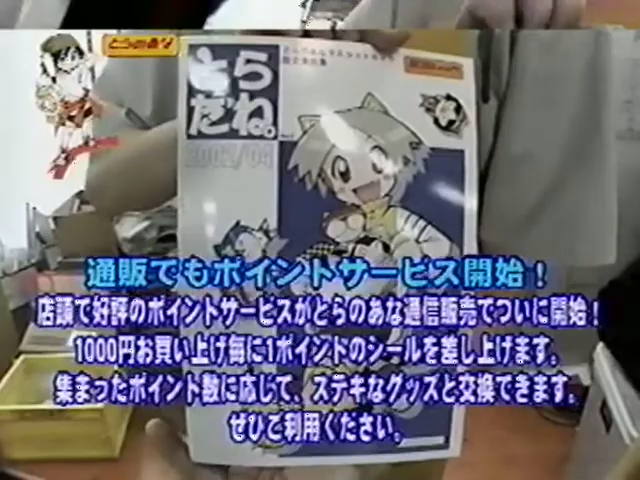 とらのあな
とら
だね。
2002/04
通販でもポイントサービス開始！
店頭で好評のポイントサービスがとらのあな通信販売でついに開始！
1000円お買い上げ毎に1ポイントのシールを差し上げます。
集まったポイント数に応じて、ステキなグッズと交換できます。
ぜひご利用ください。